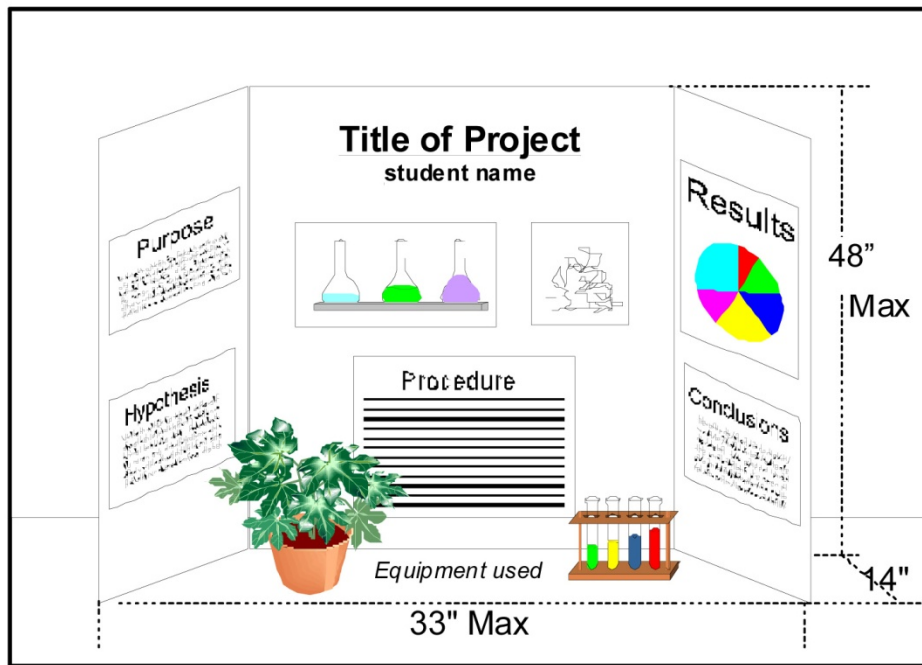 Title of Project
student name
Purpose
Hypothesis
Procedure
Results
Conclusions
Equipment used
48”
Max
14"
33" Max